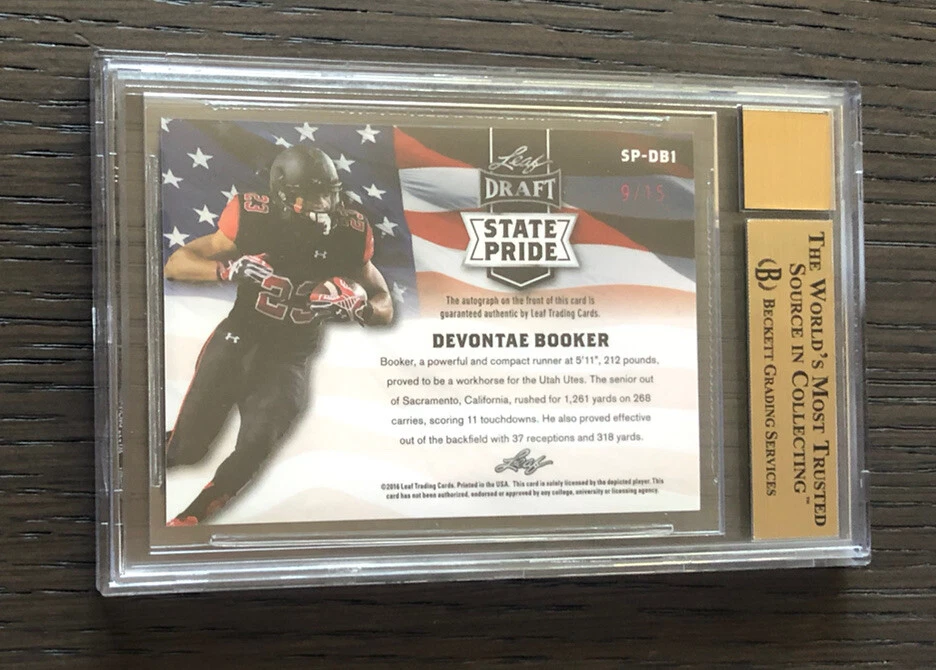 Leaf
DRAFT
STATE
PRIDE
SP-DB1
9/15
23
23
23
The autograph on the front of this card is
guaranteed authentic by Leaf Trading Cards.
DEVONTAE BOOKER
Booker, a powerful and compact runner at 5'11", 212 pounds,
proved to be a workhorse for the Utah Utes. The senior out
of Sacramento, California, rushed for 1,261 yards on 268
carries, scoring 11 touchdowns. He also proved effective
out of the backfield with 37 receptions and 318 yards.
Leaf
©2016 Leaf Trading Cards. Printed in the USA. This card is solely licensed by the depicted player. This
card has not been authorized, endorsed or approved by any college, university or licensing agency.
THE WORLD'S MOST TRUSTED
SOURCE IN COLLECTING™
B BECKETT GRADING SERVICES